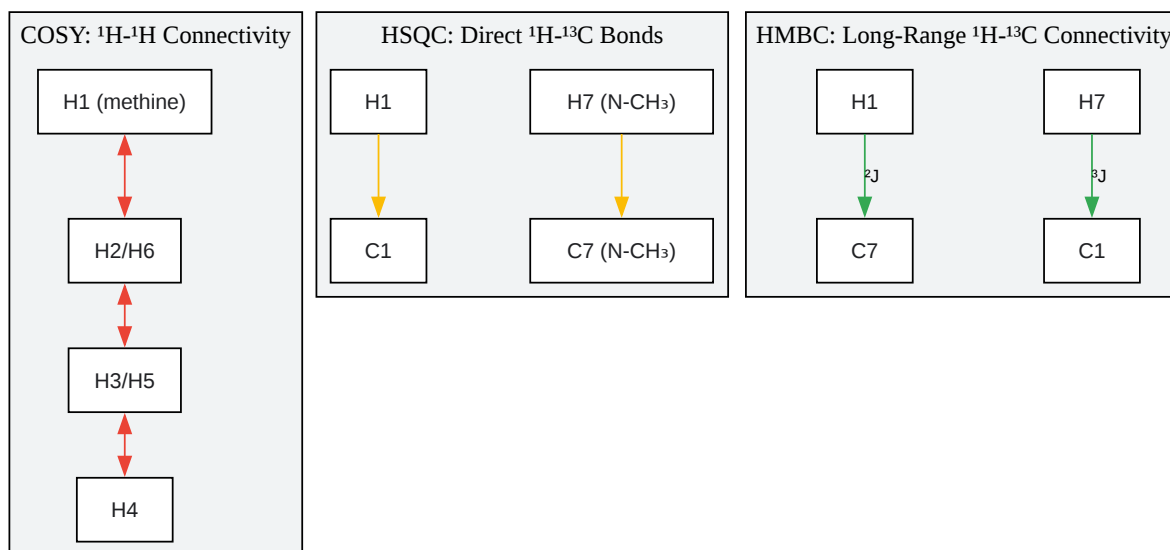 COSY: ¹H-¹H Connectivity
H1 (methine)
H2/H6
H3/H5
H4
HSQC: Direct ¹H-¹³C Bonds
H1
H7 (N-CH₃)
C1
C7 (N-CH₃)
HMBC: Long-Range ¹H-¹³C Connectivity
H1
H7
²J
³J
C7
C1